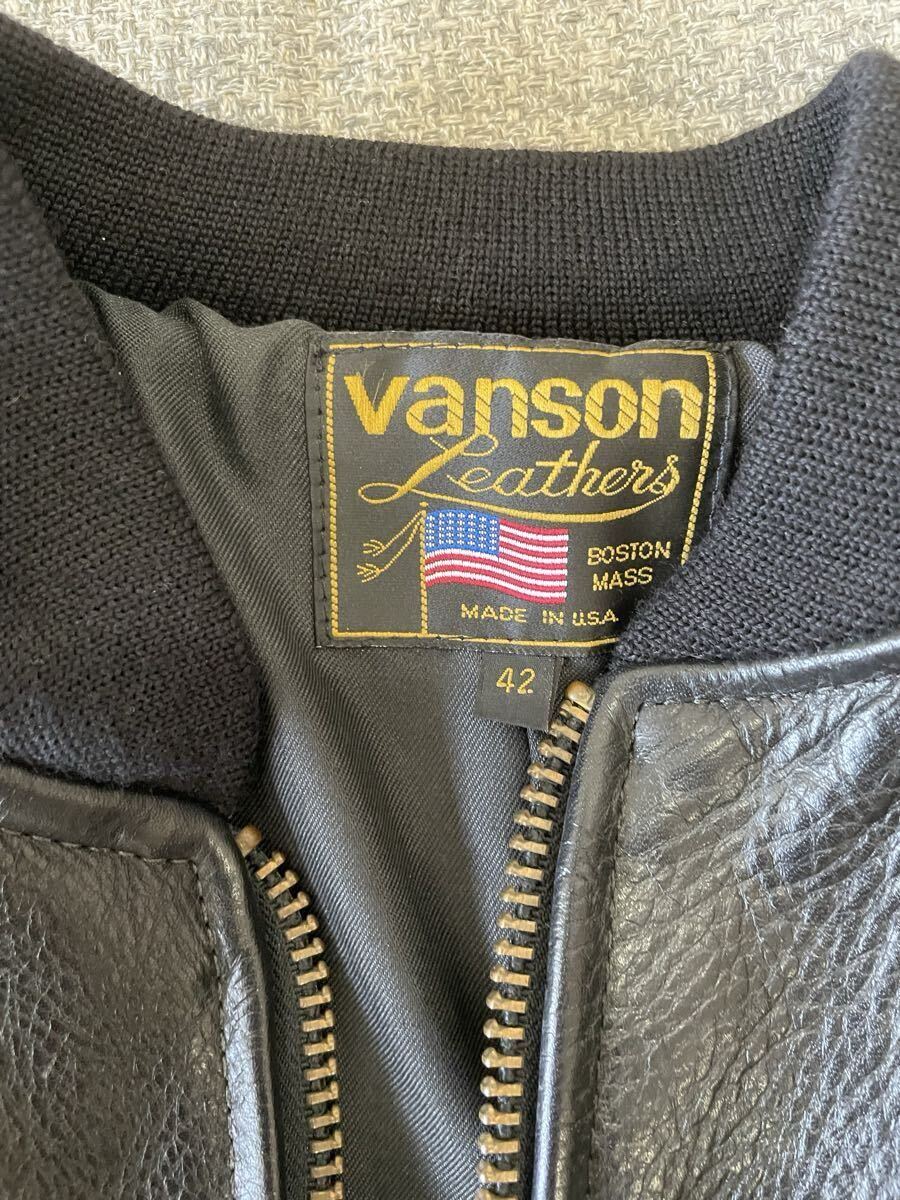 vanson
Leathers
BOSTON
MASS
MADE IN U.S.A.
42